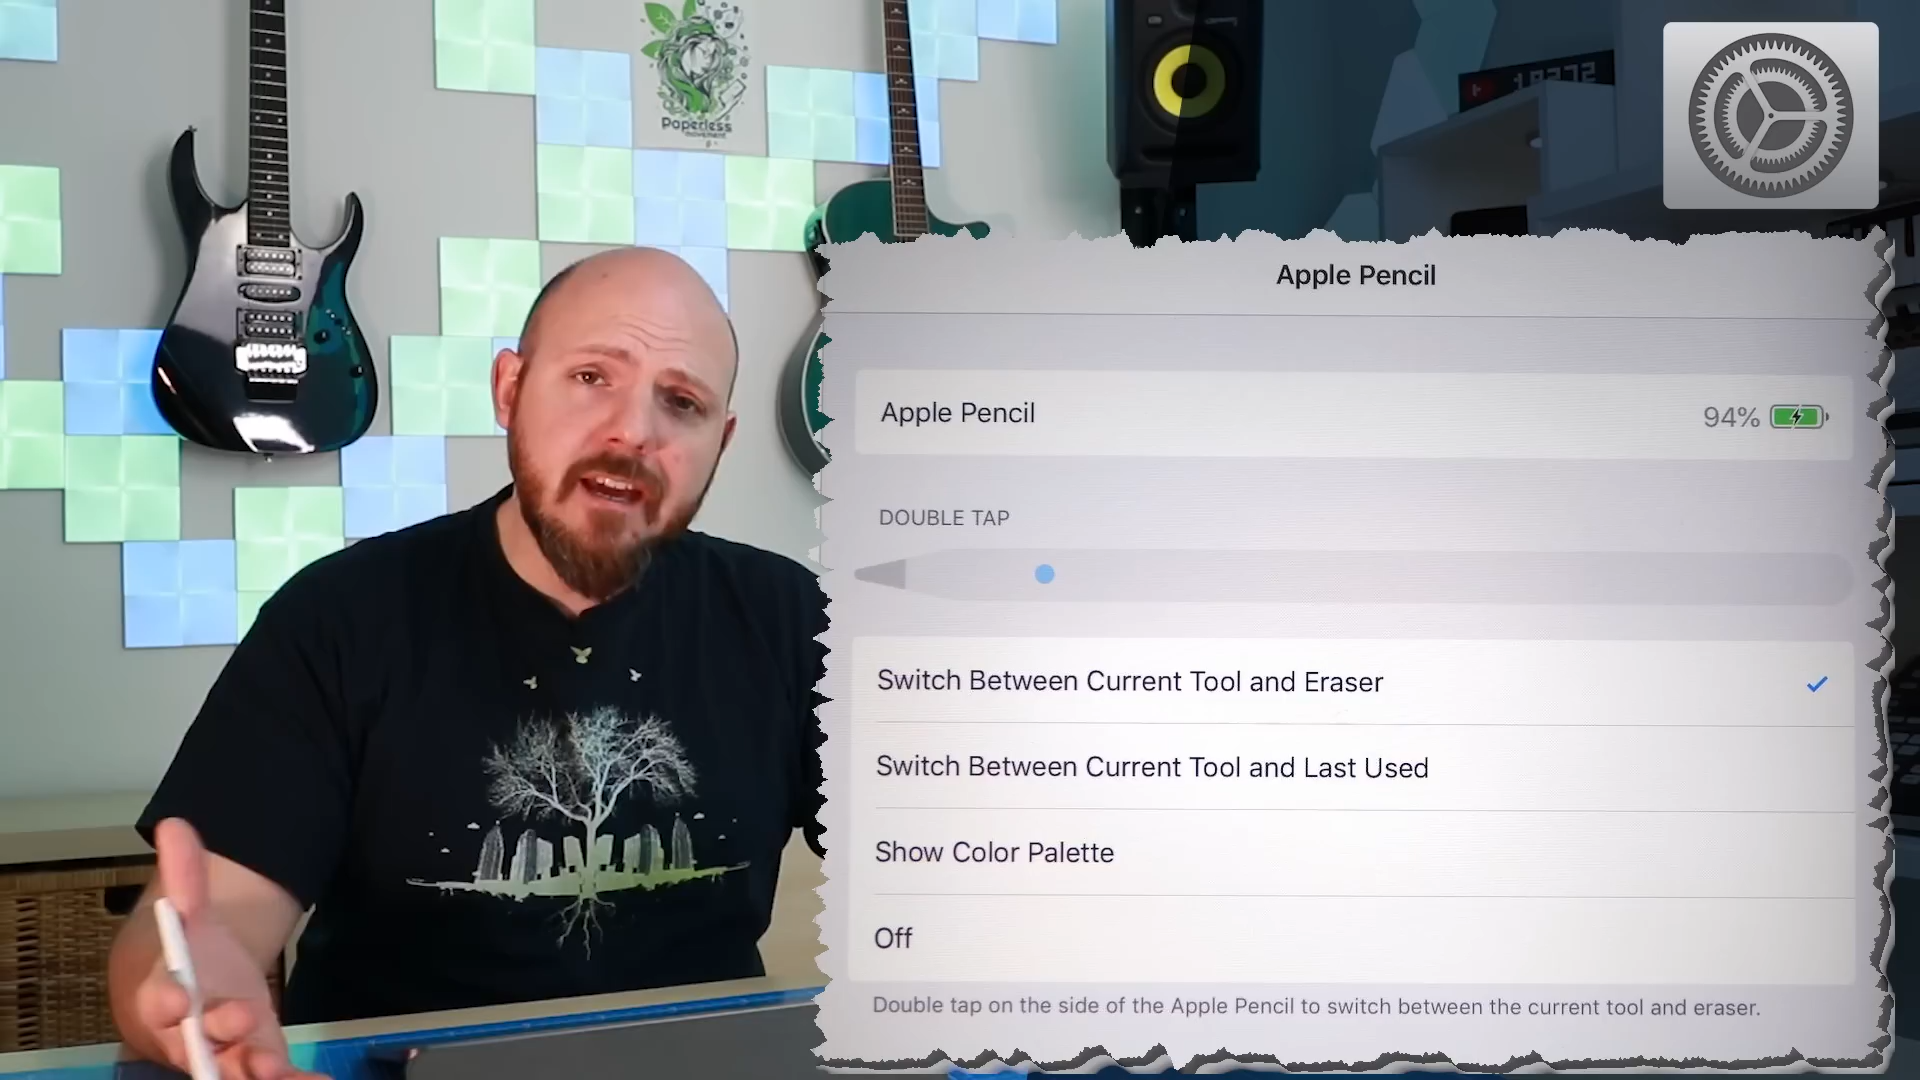 Paperless
movement
Apple Pencil
Apple Pencil
94%
DOUBLE TAP
Switch Between Current Tool and Eraser
Switch Between Current Tool and Last Used
Show Color Palette
Off
Double tap on the side of the Apple Pencil to switch between the current tool and eraser.